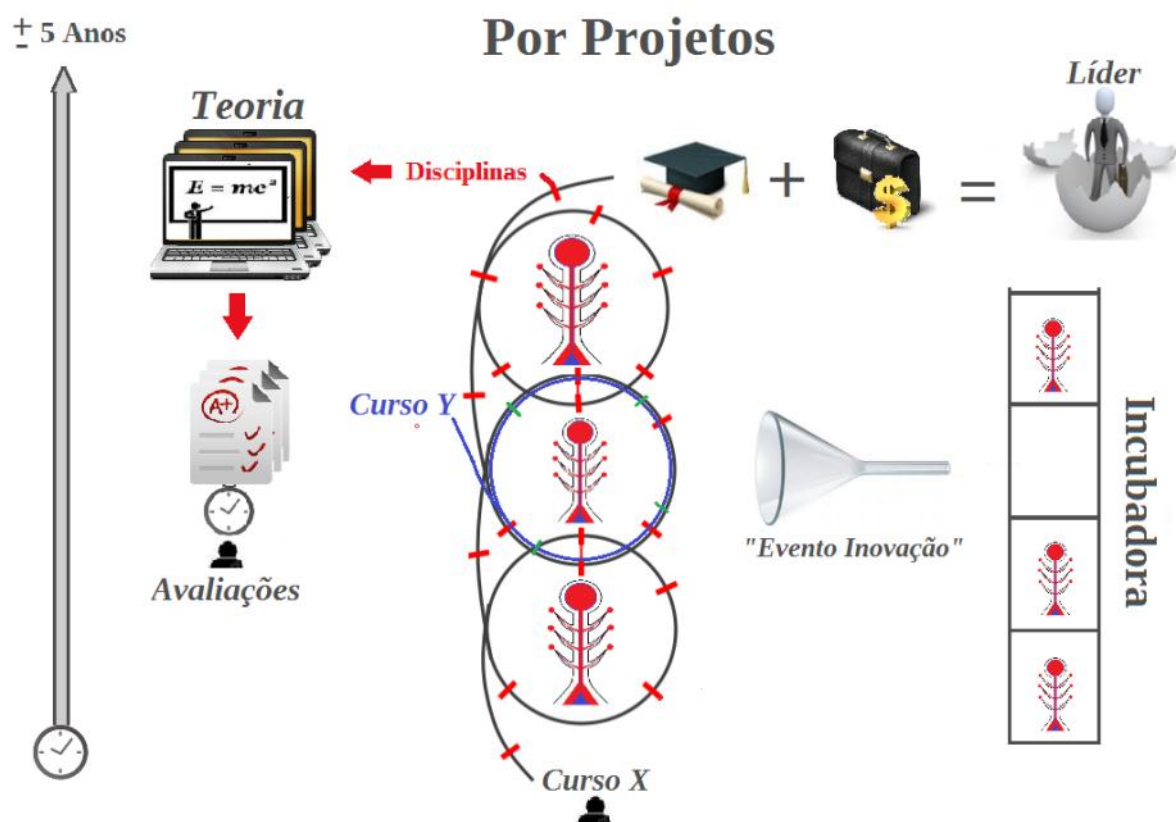 ± 5 Anos
Por Projetos
Líder
Teoria
Disciplinas
E = mc²
+
$
=
A+
Curso Y
Avaliações
"Evento Inovação"
Incubadora
Curso X